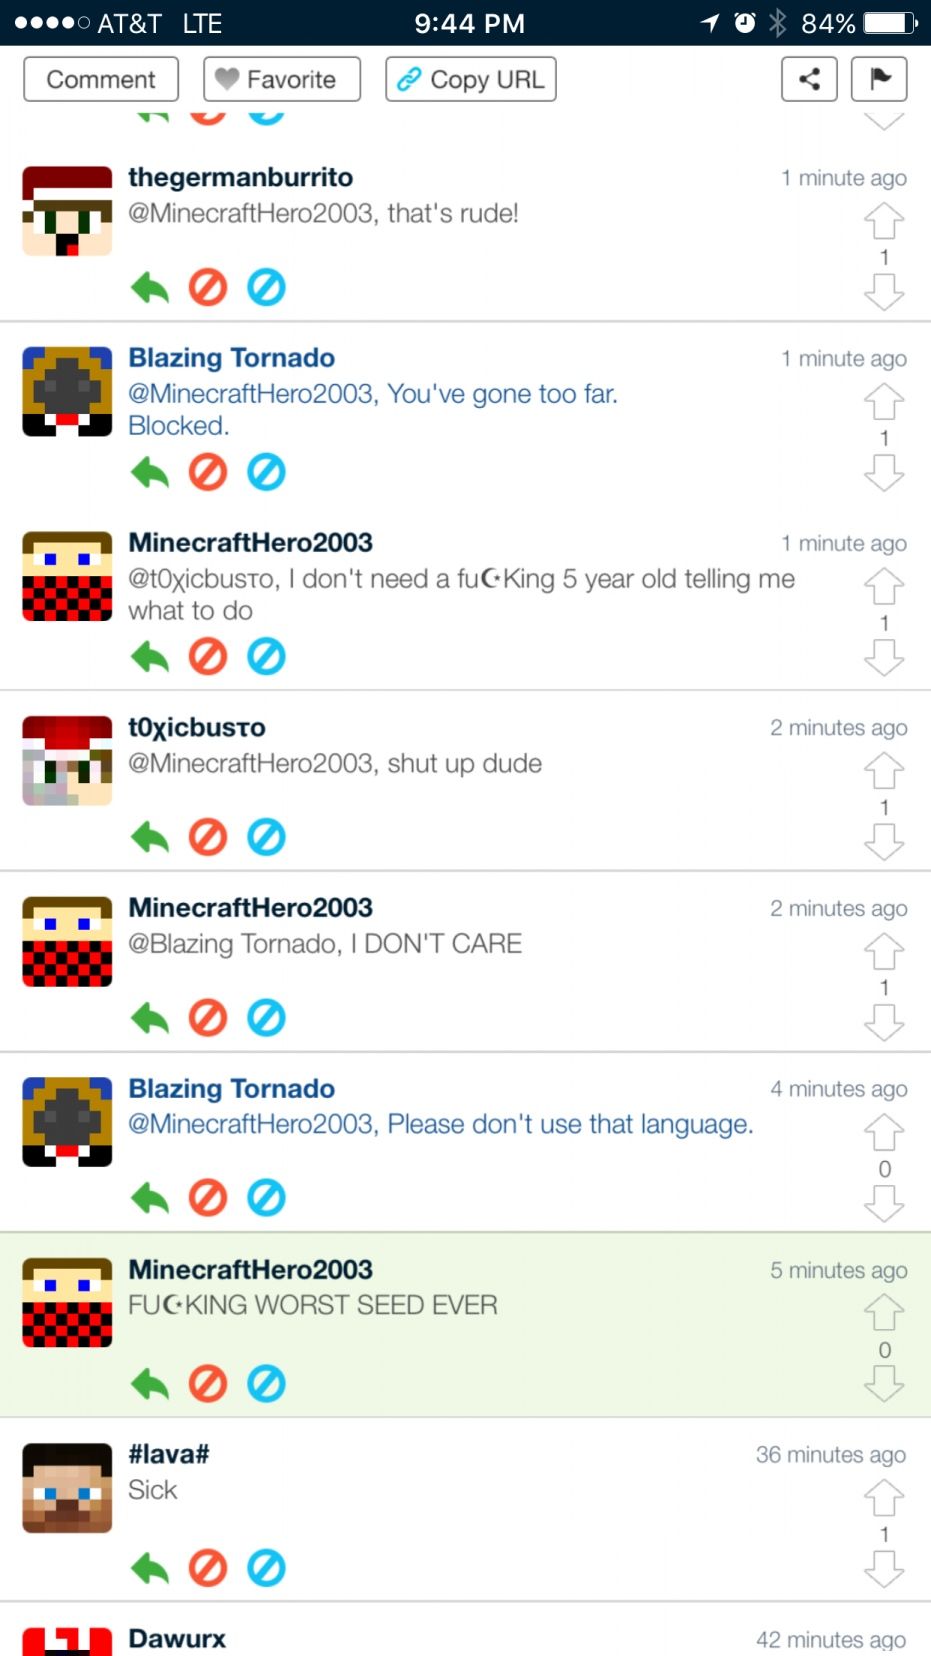 AT&T LTE 9:44 PM 84%
Comment Favorite Copy URL
thegermanburrito 1 minute ago
@MinecraftHero2003, that's rude!
1
Blazing Tornado 1 minute ago
@MinecraftHero2003, You've gone too far.
Blocked.
1
MinecraftHero2003 1 minute ago
@t0χicbusτo, I don't need a fu☪King 5 year old telling me
what to do
1
t0χicbusτo 2 minutes ago
@MinecraftHero2003, shut up dude
1
MinecraftHero2003 2 minutes ago
@Blazing Tornado, I DON'T CARE
1
Blazing Tornado 4 minutes ago
@MinecraftHero2003, Please don't use that language.
0
MinecraftHero2003 5 minutes ago
FU☪KING WORST SEED EVER
0
#lava# 36 minutes ago
Sick
1
Dawurx 42 minutes ago